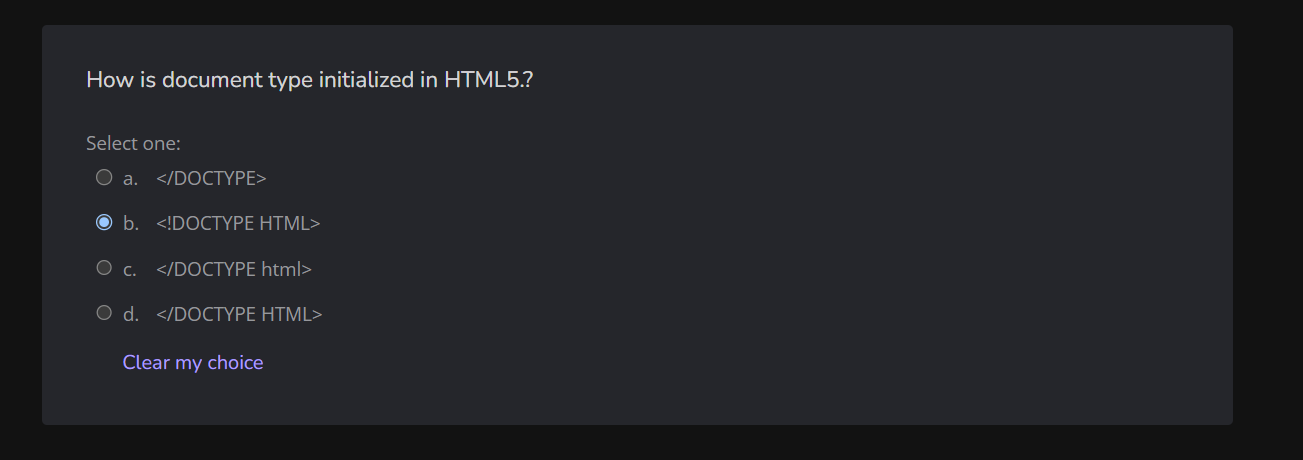 How is document type initialized in HTML5.?
Select one:
a. </DOCTYPE>
b. <!DOCTYPE HTML>
c. </DOCTYPE html>
d. </DOCTYPE HTML>
Clear my choice